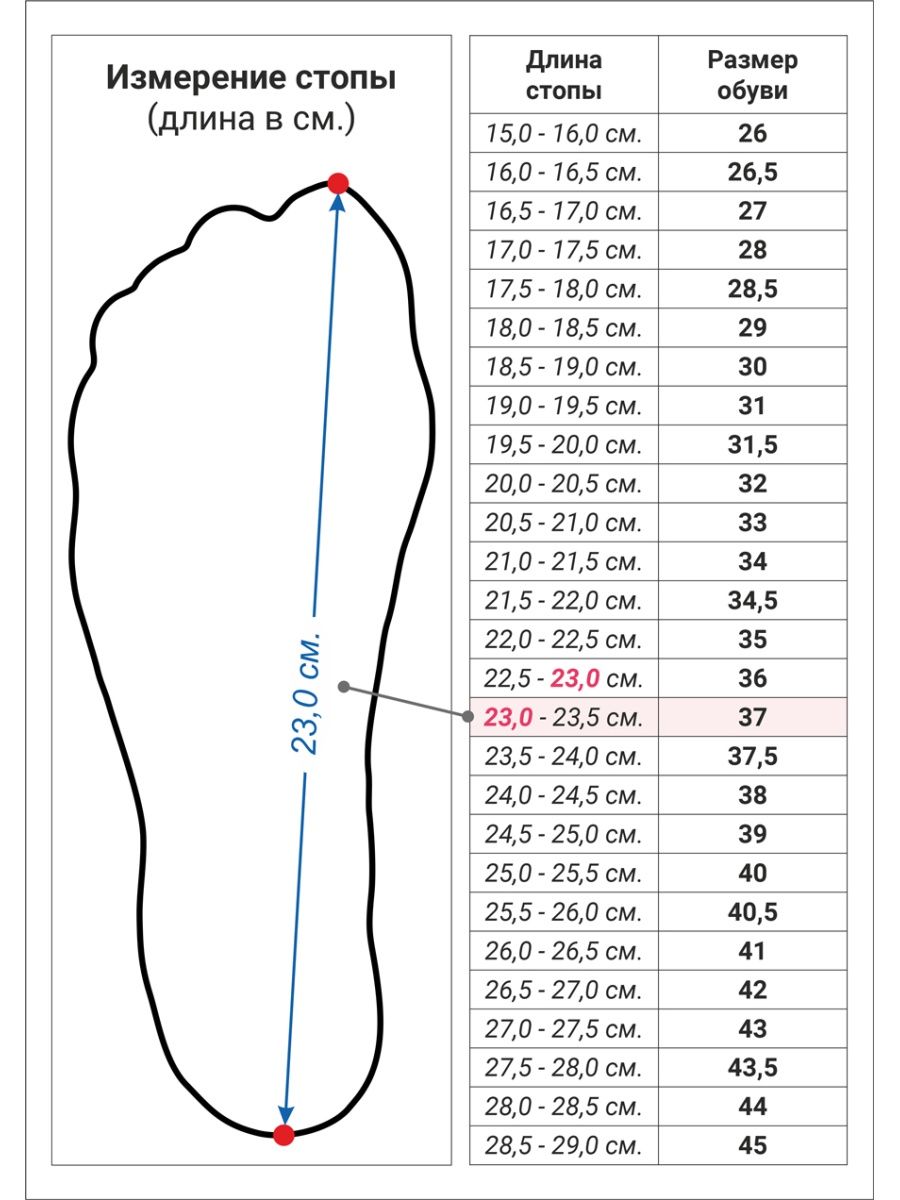 Измерение стопы
(длина в см.)
23,0 см.
Длина стопы Размер обуви
15,0 - 16,0 см. 26
16,0 - 16,5 см. 26,5
16,5 - 17,0 см. 27
17,0 - 17,5 см. 28
17,5 - 18,0 см. 28,5
18,0 - 18,5 см. 29
18,5 - 19,0 см. 30
19,0 - 19,5 см. 31
19,5 - 20,0 см. 31,5
20,0 - 20,5 см. 32
20,5 - 21,0 см. 33
21,0 - 21,5 см. 34
21,5 - 22,0 см. 34,5
22,0 - 22,5 см. 35
22,5 - 23,0 см. 36
23,0 - 23,5 см. 37
23,5 - 24,0 см. 37,5
24,0 - 24,5 см. 38
24,5 - 25,0 см. 39
25,0 - 25,5 см. 40
25,5 - 26,0 см. 40,5
26,0 - 26,5 см. 41
26,5 - 27,0 см. 42
27,0 - 27,5 см. 43
27,5 - 28,0 см. 43,5
28,0 - 28,5 см. 44
28,5 - 29,0 см. 45